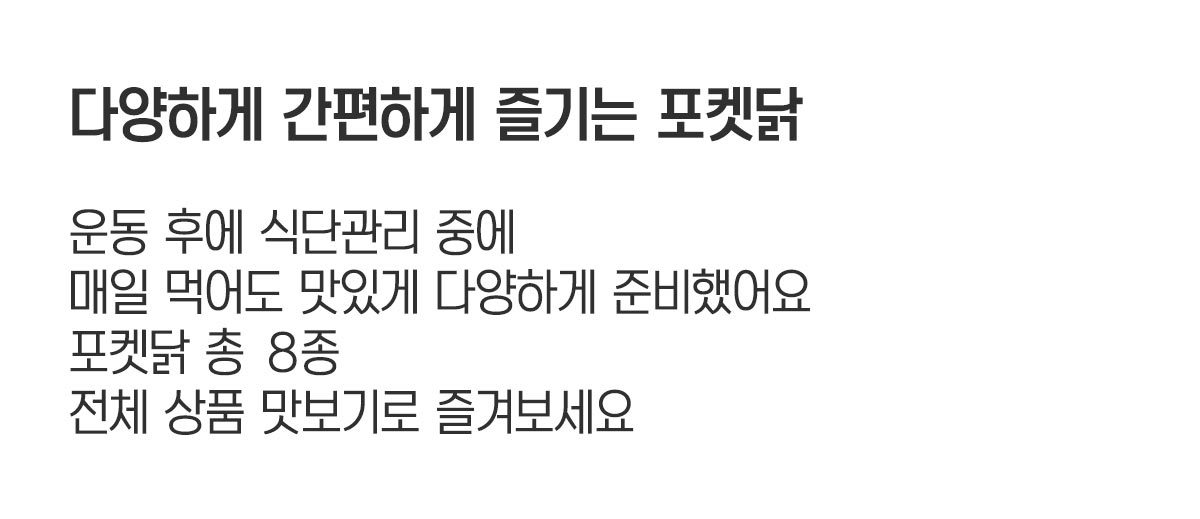 다양하게 간편하게 즐기는 포켓닭
운동 후에 식단관리 중에
매일 먹어도 맛있게 다양하게 준비했어요
포켓닭 총 8종
전체 상품 맛보기로 즐겨보세요